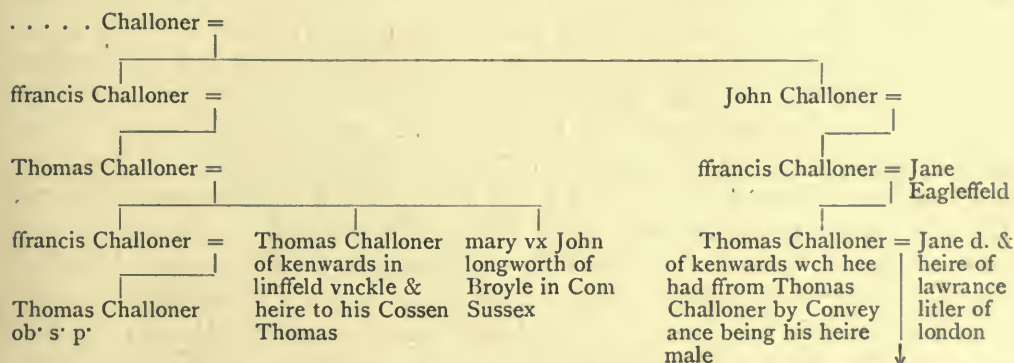 . . . . . Challoner =
ffrancis Challoner =
John Challoner =
Thomas Challoner =
ffrancis Challoner = Jane
Eagleffeld
ffrancis Challoner =
Thomas Challoner
ob· s· p·
Thomas Challoner
of kenwards in
linffeld vnckle &
heire to his Cossen
Thomas
mary vx John
longworth of
Broyle in Com
Sussex
Thomas Challoner =
of kenwards wch hee
had ffrom Thomas
Challoner by Convey
ance being his heire
male
Jane d. &
heire of
lawrance
litler of
london